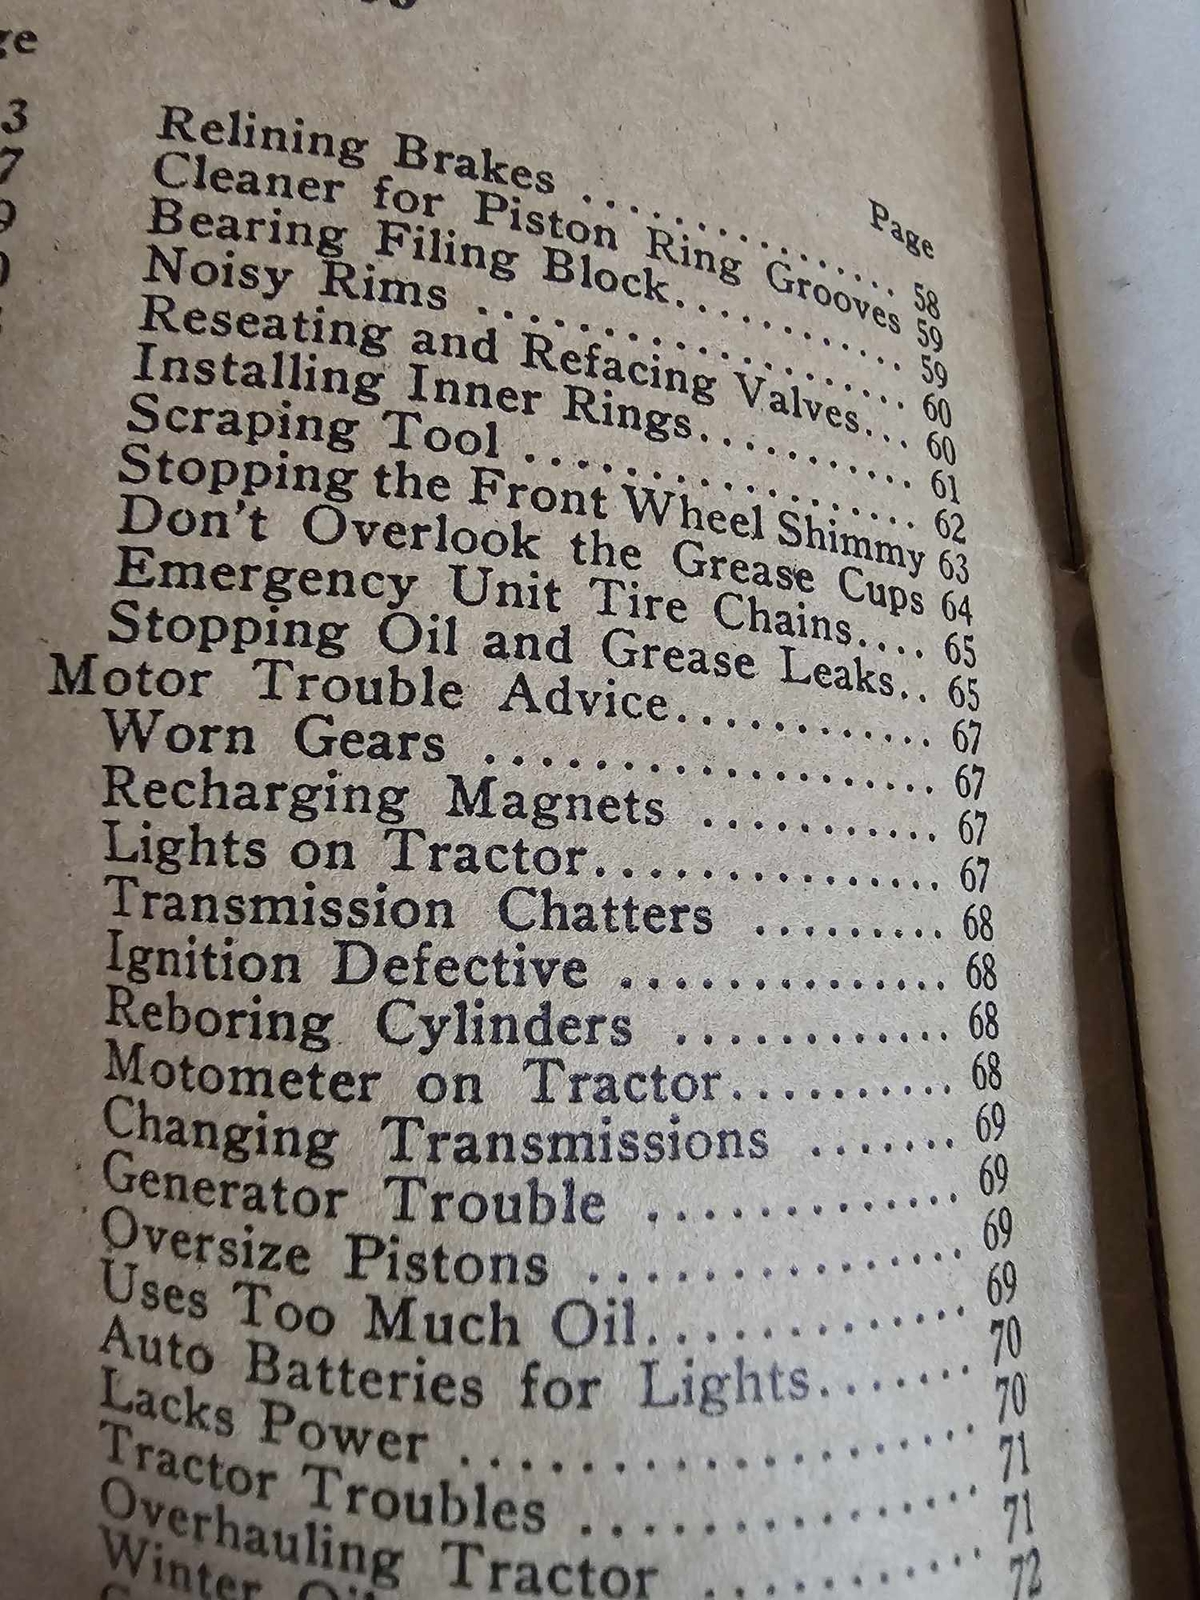 ge
3
7
9
Page
Relining Brakes .................. 58
Cleaner for Piston Ring Grooves 59
Bearing Filing Block............. 59
Noisy Rims ....................... 60
Reseating and Refacing Valves... 60
Installing Inner Rings........... 61
Scraping Tool .................... 62
Stopping the Front Wheel Shimmy 63
Don't Overlook the Grease Cups 64
Emergency Unit Tire Chains.... 65
Stopping Oil and Grease Leaks.. 65
Motor Trouble Advice............ 67
Worn Gears .................... 67
Recharging Magnets ........... 67
Lights on Tractor................ 67
Transmission Chatters .......... 68
Ignition Defective .............. 68
Reboring Cylinders ............ 68
Motometer on Tractor.......... 68
Changing Transmissions ....... 69
Generator Trouble ............. 69
Oversize Pistons ................ 69
Uses Too Much Oil............. 69
Auto Batteries for Lights....... 70
Lacks Power .................... 70
Tractor Troubles ................ 71
Overhauling Tractor .......... 71
Winter Oil 72